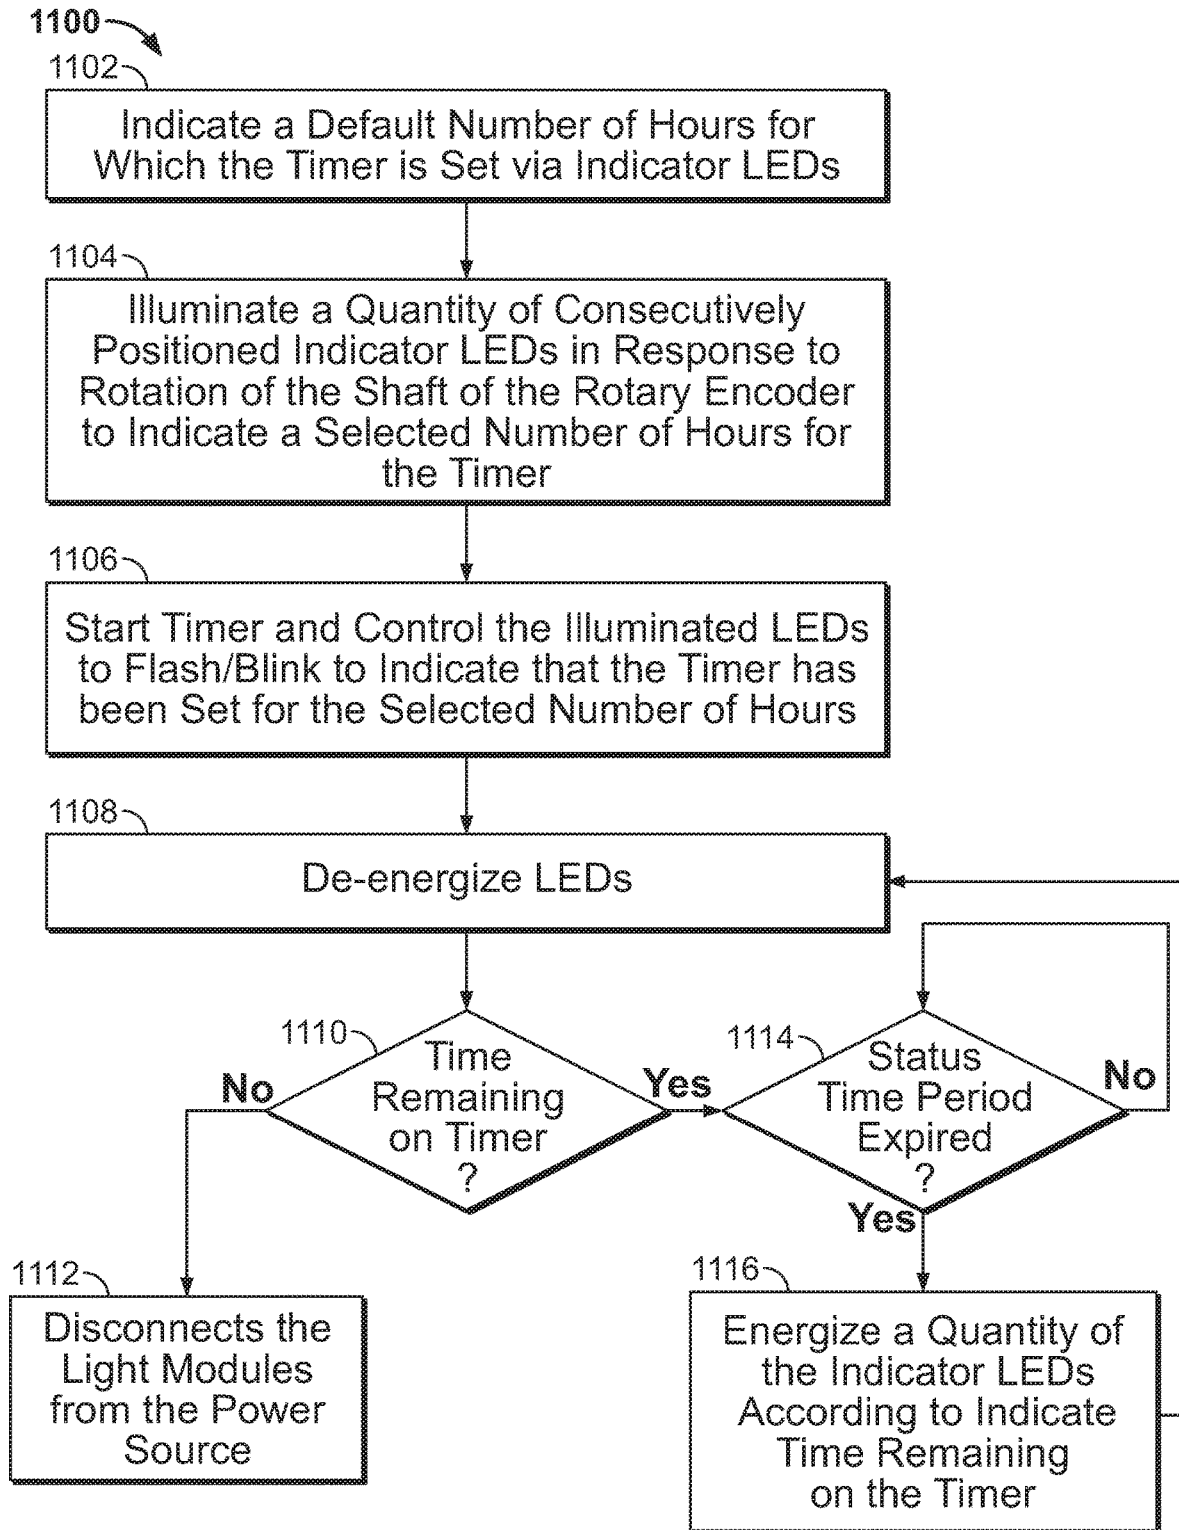 1100
1102
Indicate a Default Number of Hours for
Which the Timer is Set via Indicator LEDs
1104
Illuminate a Quantity of Consecutively
Positioned Indicator LEDs in Response to
Rotation of the Shaft of the Rotary Encoder
to Indicate a Selected Number of Hours for
the Timer
1106
Start Timer and Control the Illuminated LEDs
to Flash/Blink to Indicate that the Timer has
been Set for the Selected Number of Hours
1108
De-energize LEDs
1110
Time
Remaining
on Timer
?
No
Yes
1114
Status
Time Period
Expired
?
No
Yes
1112
Disconnects the
Light Modules
from the Power
Source
1116
Energize a Quantity of
the Indicator LEDs
According to Indicate
Time Remaining
on the Timer